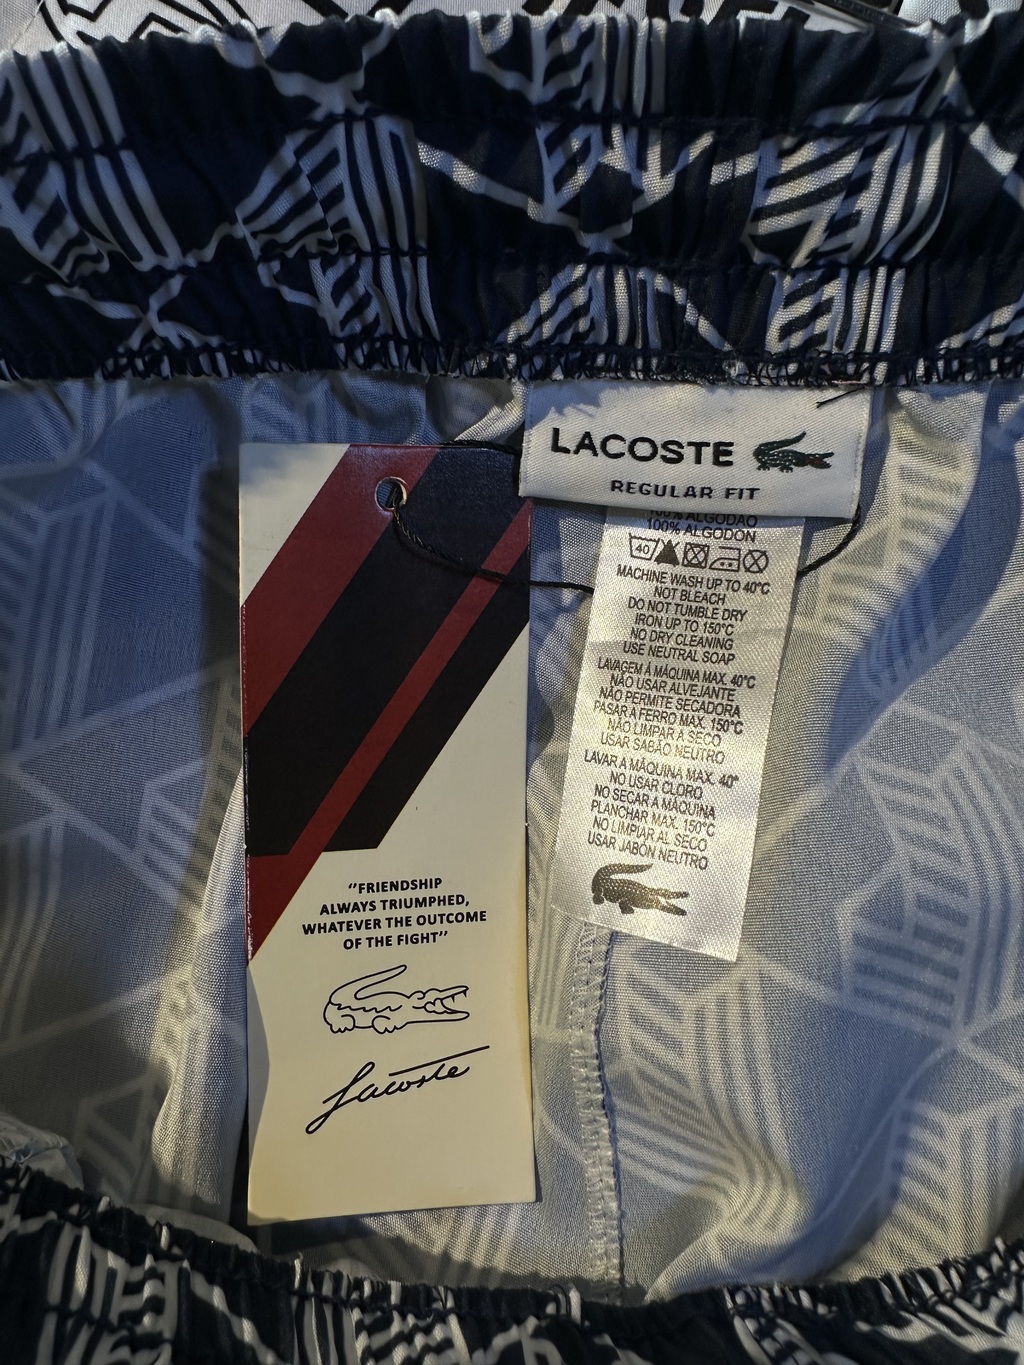 LACOSTE
REGULAR FIT
100% ALGODÃO
100% ALGODON
40
MACHINE WASH UP TO 40°C
NOT BLEACH
DO NOT TUMBLE DRY
IRON UP TO 150°C
NO DRY CLEANING
USE NEUTRAL SOAP
LAVAGEM À MÁQUINA MAX. 40°C
NÃO USAR ALVEJANTE
NÃO PERMITE SECADORA
PASAR A FERRO MAX. 150°C
NÃO LIMPAR A SECO
USAR SABÃO NEUTRO
LAVAR A MÁQUINA MAX. 40°
NO USAR CLORO
NO SECAR A MÁQUINA
PLANCHAR MAX. 150°C
NO LIMPIAR AL SECO
USAR JABÓN NEUTRO
"FRIENDSHIP
ALWAYS TRIUMPHED,
WHATEVER THE OUTCOME
OF THE FIGHT"
Lacoste